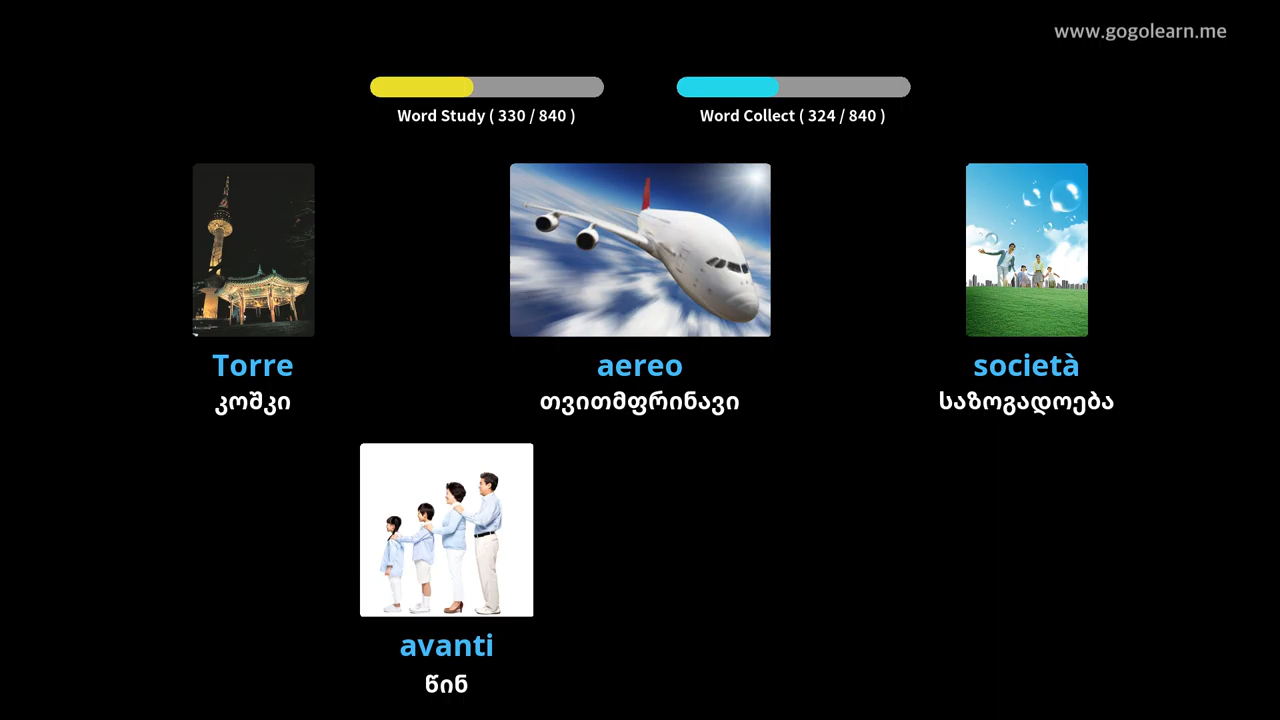 www.gogolearn.me
Word Study ( 330 / 840 )
Word Collect ( 324 / 840 )
Torre
კოშკი
aereo
თვითმფრინავი
società
საზოგადოება
avanti
წინ